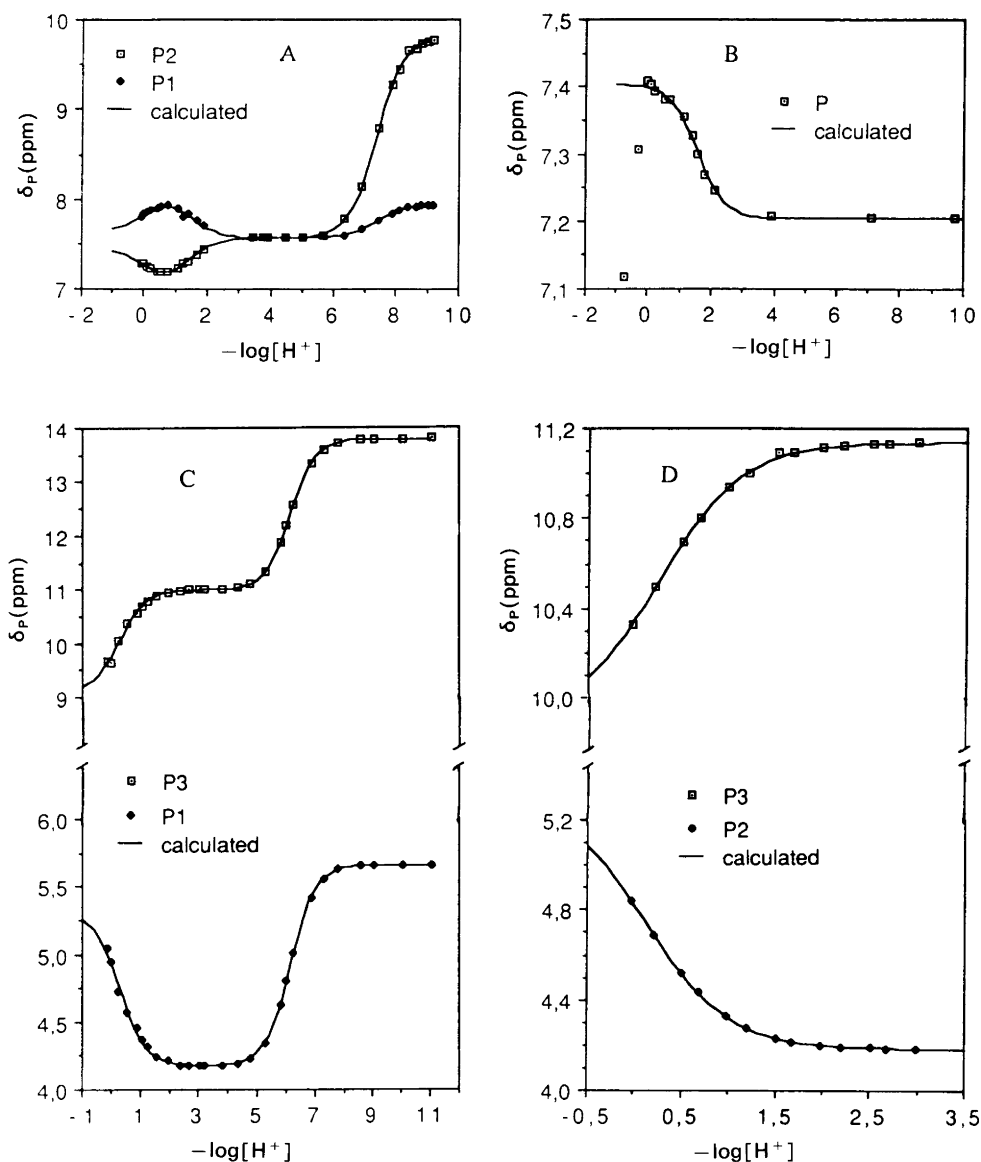 A
P2
P1
calculated
10
9
8
7
δP(ppm)
-2 0 2 4 6 8 10
−log[H+]
B
P
calculated
7,5
7,4
7,3
7,2
7,1
δP(ppm)
-2 0 2 4 6 8 10
−log[H+]
C
14
13
12
11
10
9
δP(ppm)
P3
P1
calculated
6,0
5,5
5,0
4,5
4,0
-1 1 3 5 7 9 11
−log[H+]
D
11,2
10,8
10,4
10,0
δP(ppm)
P3
P2
calculated
5,2
4,8
4,4
4,0
-0,5 0,5 1,5 2,5 3,5
−log[H+]